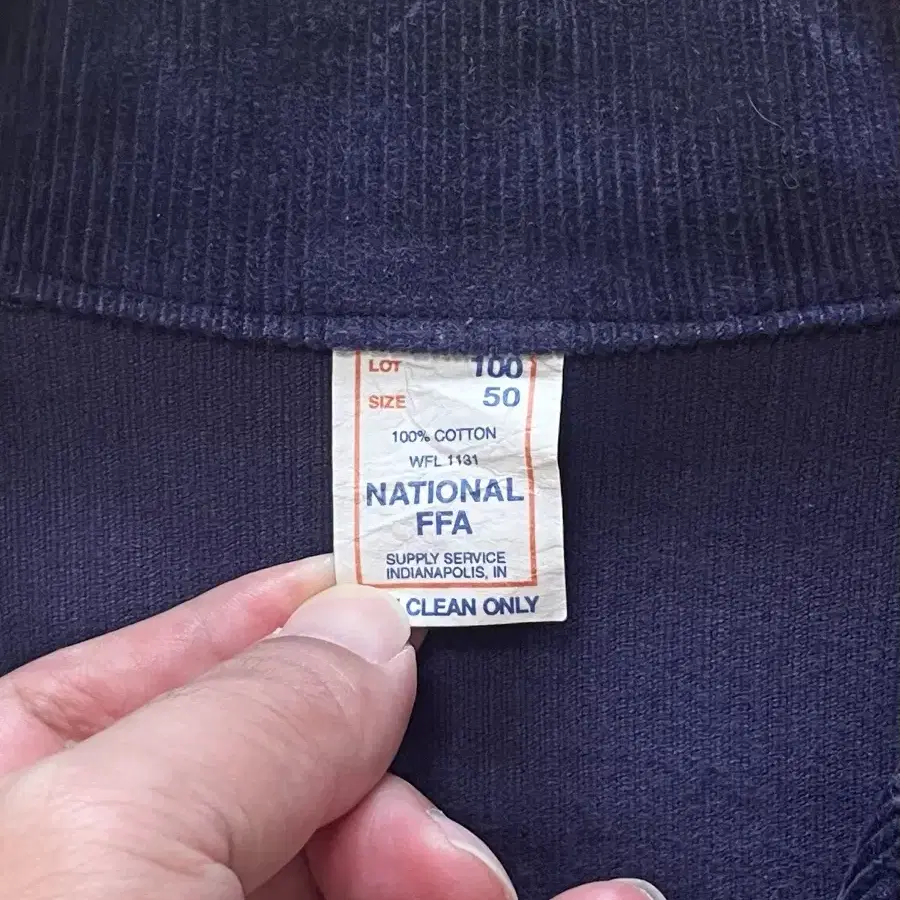 LOT 100
SIZE 50
100% COTTON
WFL 1131
NATIONAL
FFA
SUPPLY SERVICE
INDIANAPOLIS, IN
CLEAN ONLY